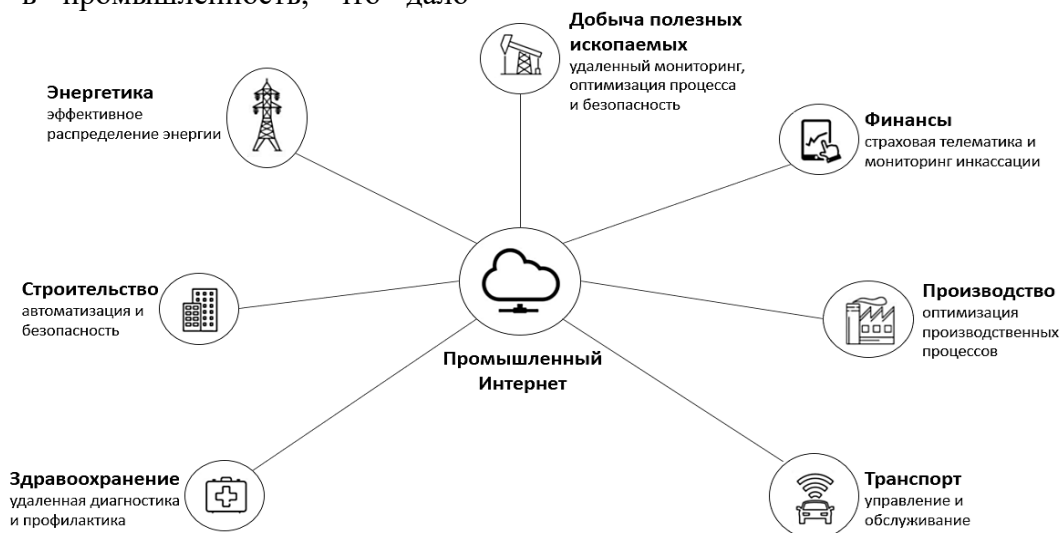 в промышленность, что дало
Добыча полезных
ископаемых
удаленный мониторинг,
оптимизация процесса
и безопасность
Энергетика
эффективное
распределение энергии
Финансы
страховая телематика и
мониторинг инкассации
Строительство
автоматизация и
безопасность
Производство
оптимизация
производственных
процессов
Промышленный
Интернет
Здравоохранение
удаленная диагностика
и профилактика
Транспорт
управление и
обслуживание